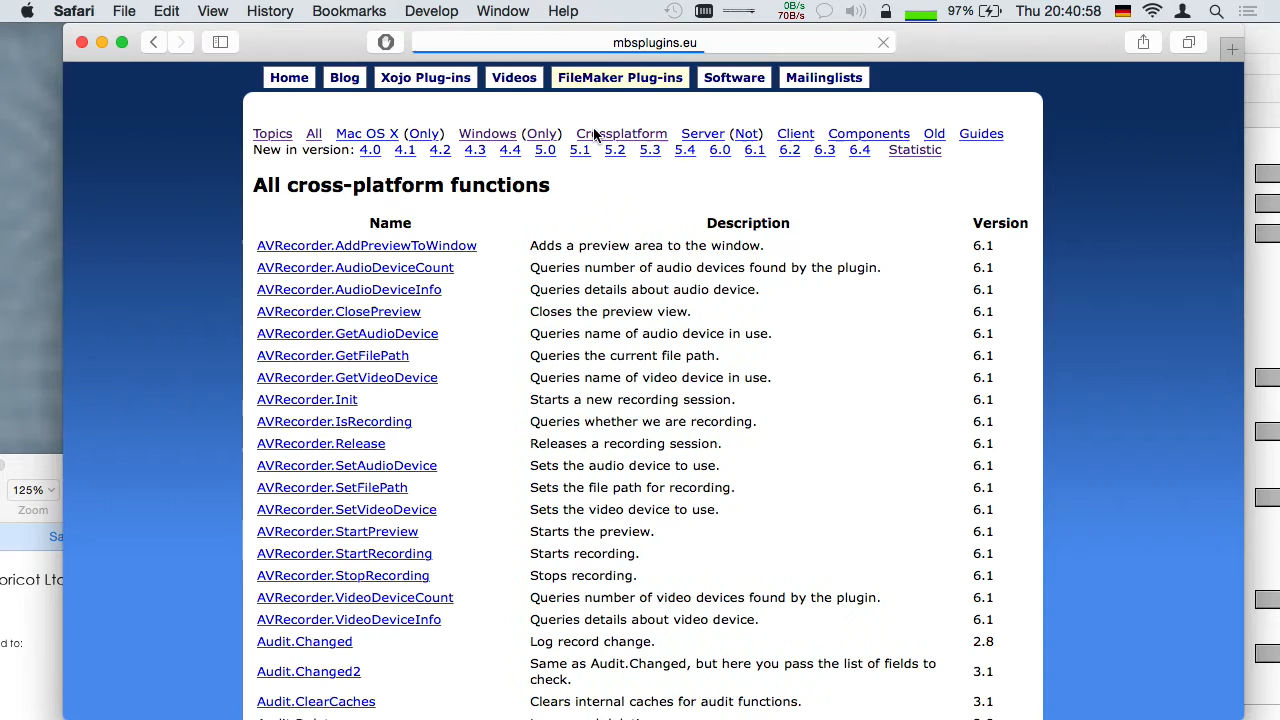 Safari File Edit View History Bookmarks Develop Window Help 0B/s 70B/s 97% Thu 20:40:58
mbsplugins.eu
Home Blog Xojo Plug-ins Videos FileMaker Plug-ins Software Mailinglists
Topics All Mac OS X (Only) Windows (Only) Crossplatform Server (Not) Client Components Old Guides
New in version: 4.0 4.1 4.2 4.3 4.4 5.0 5.1 5.2 5.3 5.4 6.0 6.1 6.2 6.3 6.4 Statistic
All cross-platform functions
Name Description Version
AVRecorder.AddPreviewToWindow Adds a preview area to the window. 6.1
AVRecorder.AudioDeviceCount Queries number of audio devices found by the plugin. 6.1
AVRecorder.AudioDeviceInfo Queries details about audio device. 6.1
AVRecorder.ClosePreview Closes the preview view. 6.1
AVRecorder.GetAudioDevice Queries name of audio device in use. 6.1
AVRecorder.GetFilePath Queries the current file path. 6.1
AVRecorder.GetVideoDevice Queries name of video device in use. 6.1
AVRecorder.Init Starts a new recording session. 6.1
AVRecorder.IsRecording Queries whether we are recording. 6.1
AVRecorder.Release Releases a recording session. 6.1
AVRecorder.SetAudioDevice Sets the audio device to use. 6.1
AVRecorder.SetFilePath Sets the file path for recording. 6.1
AVRecorder.SetVideoDevice Sets the video device to use. 6.1
AVRecorder.StartPreview Starts the preview. 6.1
AVRecorder.StartRecording Starts recording. 6.1
AVRecorder.StopRecording Stops recording. 6.1
AVRecorder.VideoDeviceCount Queries number of video devices found by the plugin. 6.1
AVRecorder.VideoDeviceInfo Queries details about video device. 6.1
Audit.Changed Log record change. 2.8
Audit.Changed2 Same as Audit.Changed, but here you pass the list of fields to check. 3.1
Audit.ClearCaches Clears internal caches for audit functions. 3.1
125%
Zoom
Sa
oricot Ltd
d to: